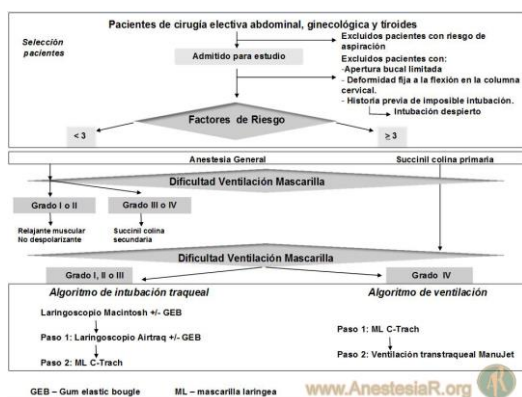 Pacientes de cirugía electiva abdominal, ginecológica y tiroides
Selección
pacientes
Excluidos pacientes con riesgo de
aspiración
Admitido para estudio
Excluidos pacientes con:
-Apertura bucal limitada
- Deformidad fija a la flexión en la columna
cervical.
- Historia previa de imposible intubación.
Intubación despierto
Factores de Riesgo
< 3
≥ 3
Anestesia General
Succinil colina primaria
Dificultad Ventilación Mascarilla
Grado I o II
Grado III o IV
Relajante muscular
No despolarizante
Succinil colina
secundaria
Dificultad Ventilación Mascarilla
Grado I, II o III
Grado IV
Algoritmo de intubación traqueal
Algoritmo de ventilación
Laringoscopio Macintosh +/- GEB
Paso 1: Laringoscopio Airtraq +/- GEB
Paso 2: ML C-Trach
Paso 1: ML C-Trach
Paso 2: Ventilación transtraqueal ManuJet
GEB – Gum elastic bougle
ML – mascarilla laringea
www.AnestesiaR.org